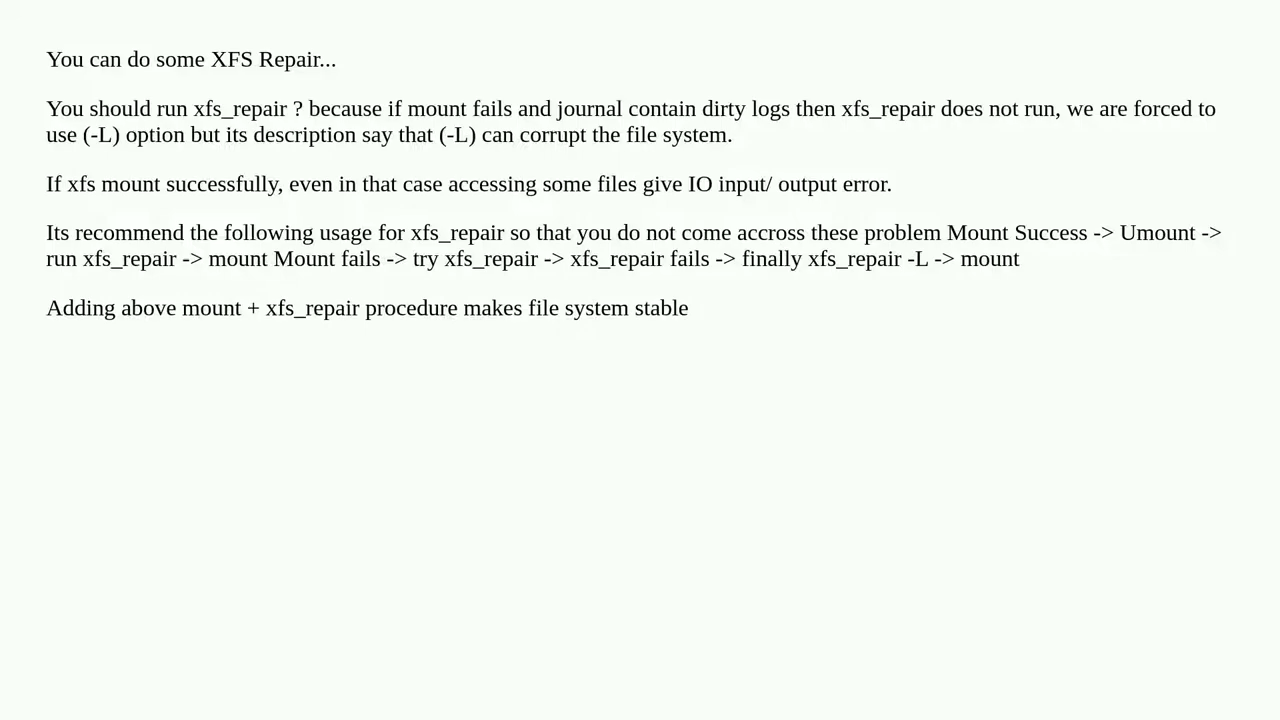 You can do some XFS Repair...
You should run xfs_repair ? because if mount fails and journal contain dirty logs then xfs_repair does not run, we are forced to
use (-L) option but its description say that (-L) can corrupt the file system.
If xfs mount successfully, even in that case accessing some files give IO input/ output error.
Its recommend the following usage for xfs_repair so that you do not come accross these problem Mount Success -> Umount ->
run xfs_repair -> mount Mount fails -> try xfs_repair -> xfs_repair fails -> finally xfs_repair -L -> mount
Adding above mount + xfs_repair procedure makes file system stable